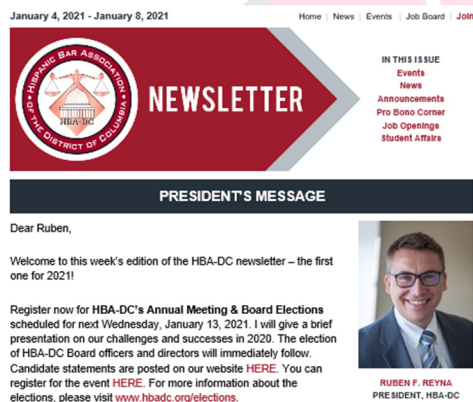 January 4, 2021 - January 8, 2021
Home | News | Events | Job Board | Join
HISPANIC BAR ASSOCIATION
OF THE DISTRICT OF COLUMBIA
HBA-DC
NEWSLETTER
IN THIS ISSUE
Events
News
Announcements
Pro Bono Corner
Job Openings
Student Affairs
PRESIDENT'S MESSAGE
Dear Ruben,
Welcome to this week's edition of the HBA-DC newsletter – the first
one for 2021!
Register now for HBA-DC's Annual Meeting & Board Elections
scheduled for next Wednesday, January 13, 2021. I will give a brief
presentation on our challenges and successes in 2020. The election
of HBA-DC Board officers and directors will immediately follow.
Candidate statements are posted on our website HERE. You can
register for the event HERE. For more information about the
elections, please visit www.hbadc.org/elections.
RUBEN F. REYNA
PRESIDENT, HBA-DC